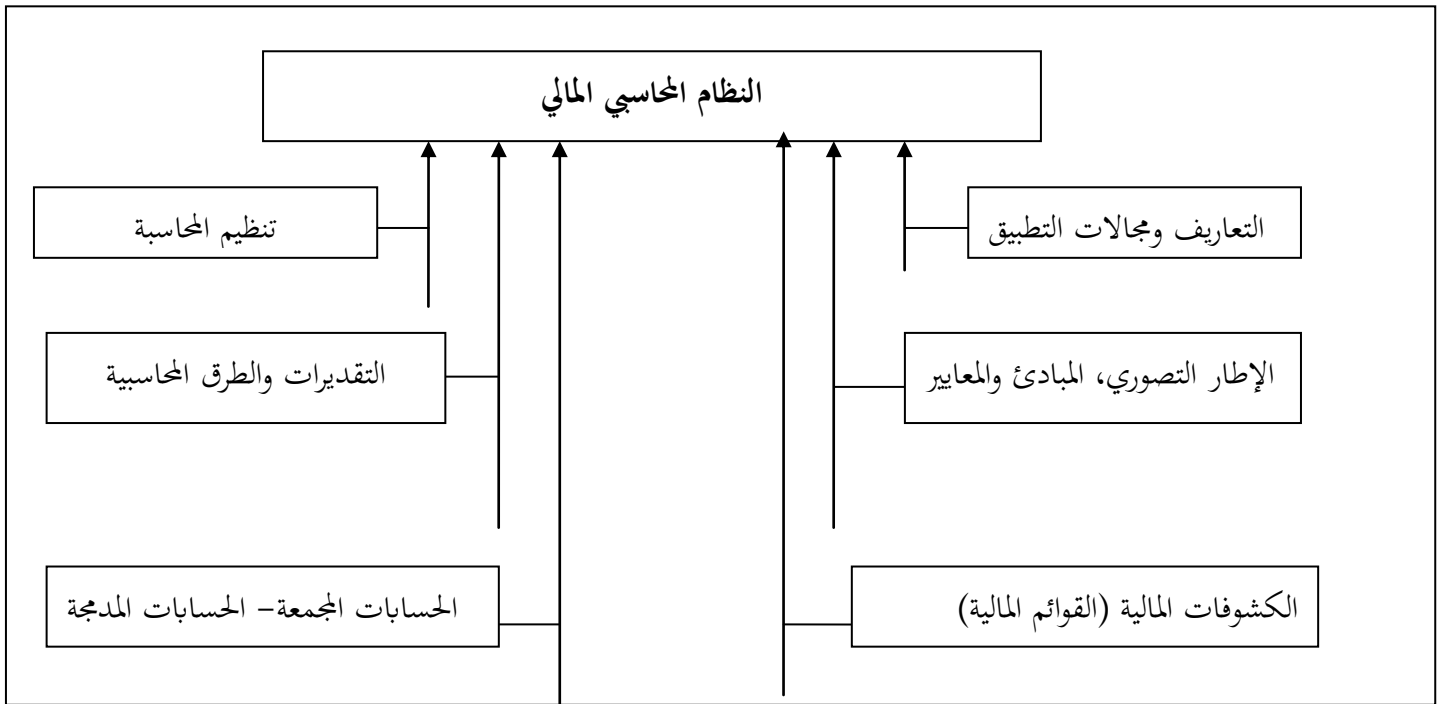 النظام المحاسبي المالي
التعاريف ومجالات التطبيق
تنظيم المحاسبة
الإطار التصوري، المبادئ والمعايير
التقديرات والطرق المحاسبية
الكشوفات المالية (القوائم المالية)
الحسابات المجمعة– الحسابات المدمجة